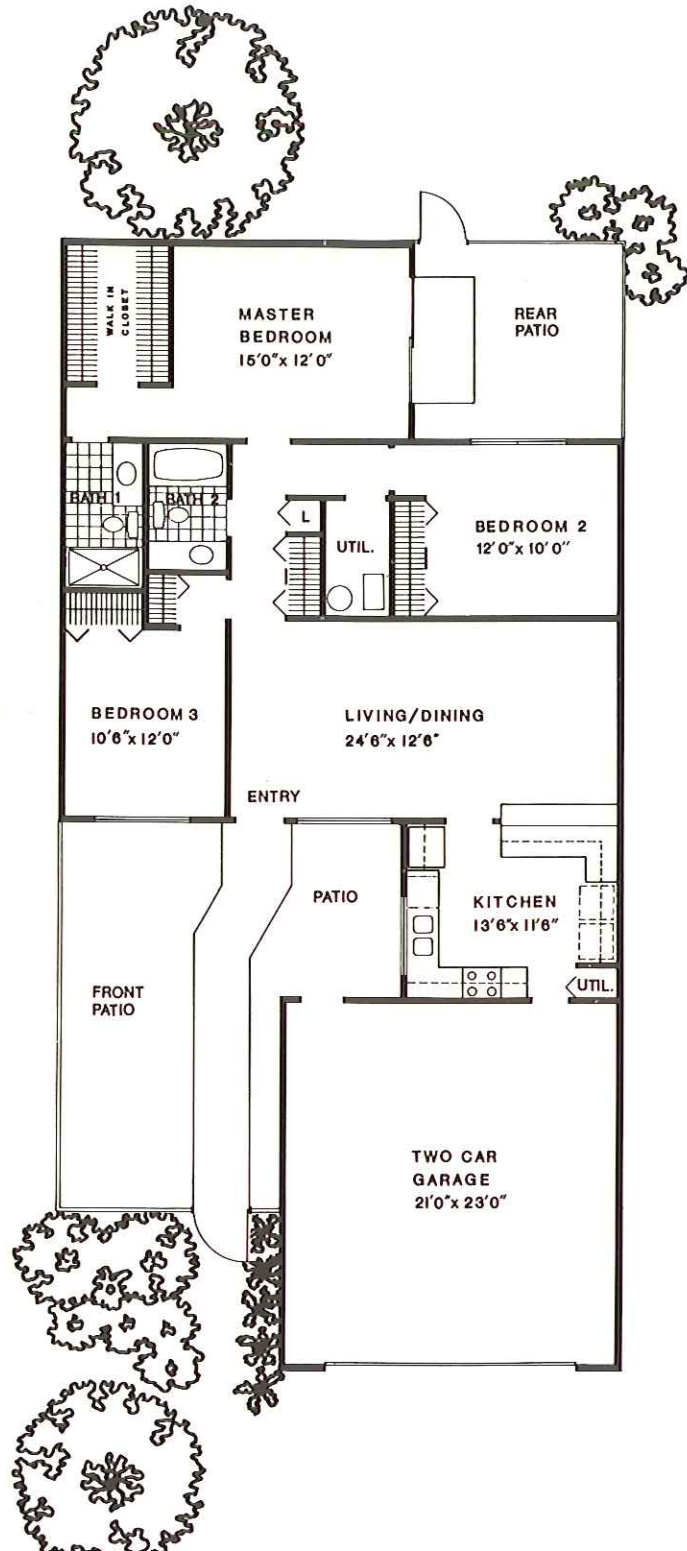 WALK IN
CLOSET
MASTER
BEDROOM
15'0"x 12'0"
REAR
PATIO
BATH 1
BATH 2
L
UTIL.
BEDROOM 2
12'0"x 10'0"
BEDROOM 3
10'6"x 12'0"
LIVING/DINING
24'6"x 12'6"
ENTRY
PATIO
KITCHEN
13'6"x 11'6"
UTIL.
FRONT
PATIO
TWO CAR
GARAGE
21'0"x 23'0"